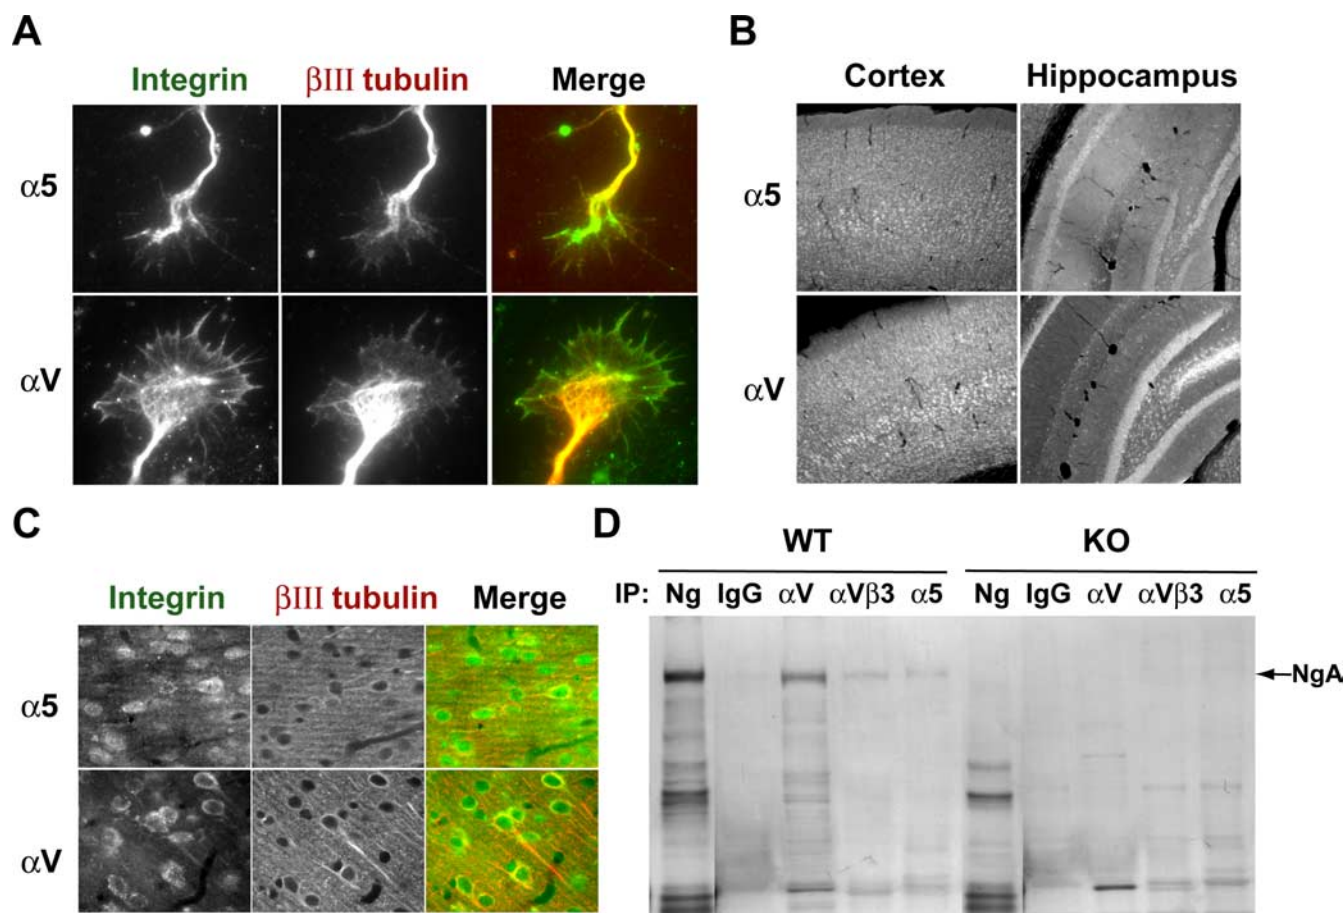 A
Integrin βIII tubulin Merge
α5
αV
B
Cortex Hippocampus
α5
αV
C
Integrin βIII tubulin Merge
α5
αV
D
WT KO
IP: Ng IgG αV αVβ3 α5 Ng IgG αV αVβ3 α5
NgA